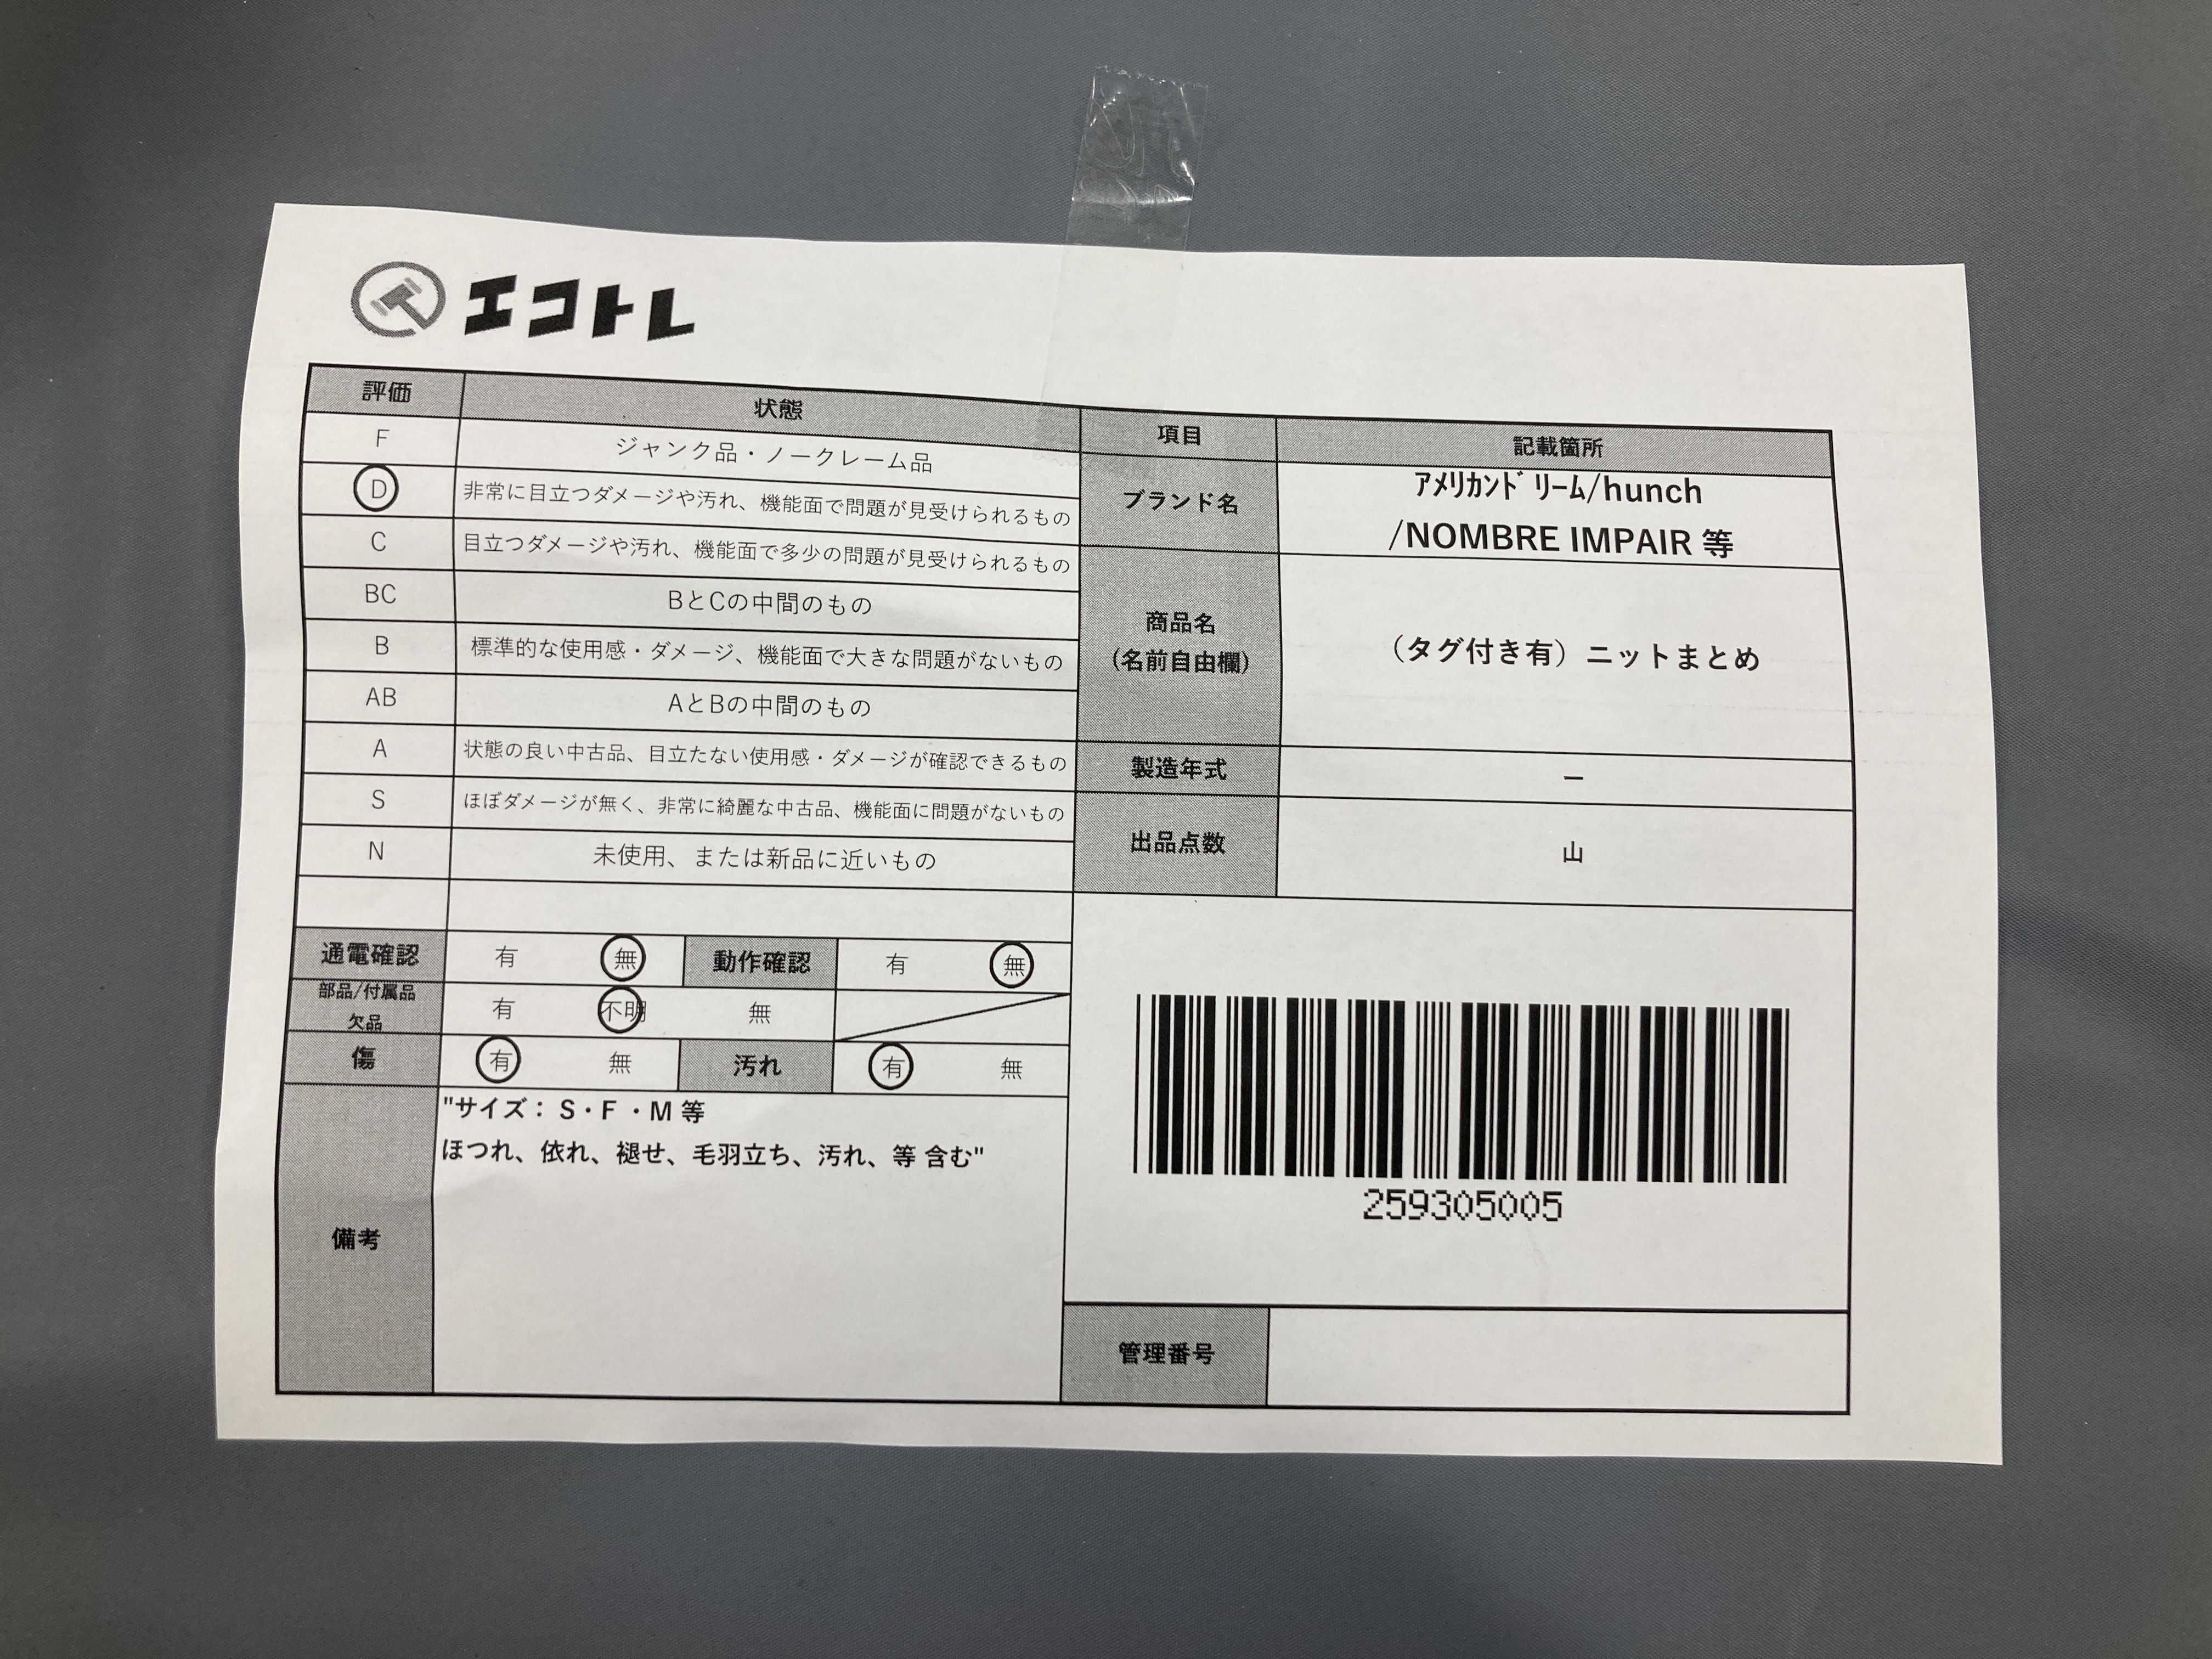 エコトレ
評価 状態
F ジャンク品・ノークレーム品
D 非常に目立つダメージや汚れ、機能面で問題が見受けられるもの
C 目立つダメージや汚れ、機能面で多少の問題が見受けられるもの
BC BとCの中間のもの
B 標準的な使用感・ダメージ、機能面で大きな問題がないもの
AB AとBの中間のもの
A 状態の良い中古品、目立たない使用感・ダメージが確認できるもの
S ほぼダメージが無く、非常に綺麗な中古品、機能面に問題がないもの
N 未使用、または新品に近いもの
通電確認 有 無 動作確認 有 無
部品/付属品
欠品
有 不明 無
傷 有 無 汚れ 有 無
備考
"サイズ： S・F ・M 等
ほつれ、依れ、褪せ、毛羽立ち、汚れ、等 含む"
項目 記載箇所
ブランド名
ｱﾒﾘｶﾝﾄﾞﾘｰﾑ/hunch
/NOMBRE IMPAIR 等
商品名
(名前自由欄)
（タグ付き有）ニットまとめ
製造年式 ー
出品点数 山
259305005
管理番号